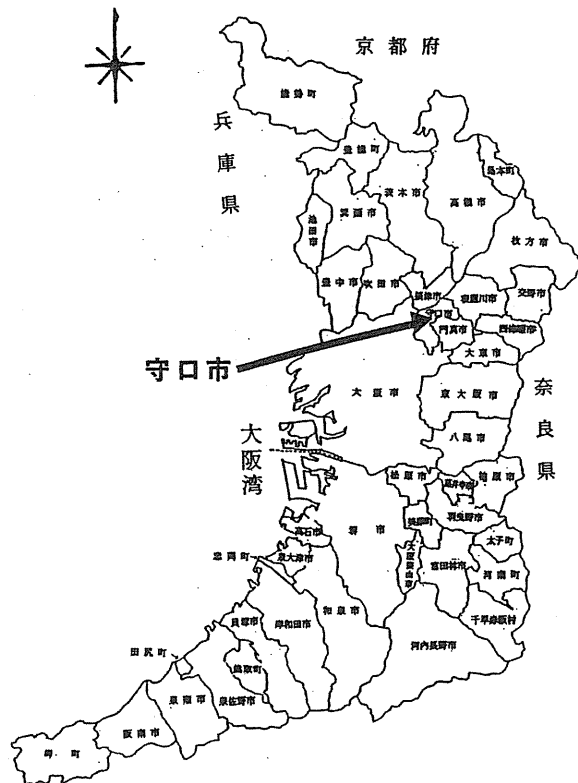 京都府
兵庫県
能勢町
豊能町
茨木市
高槻市
島本町
箕面市
池田市
枚方市
豊中市
吹田市
摂津市
寝屋川市
交野市
守口市
門真市
四條畷市
大東市
守口市
大阪市
東大阪市
奈良県
八尾市
大阪湾
松原市
藤井寺市
柏原市
羽曳野市
美原町
堺市
高石市
太子町
忠岡町
泉大津市
大阪狭山市
富田林市
河南町
和泉市
千早赤阪村
貝塚市
岸和田市
河内長野市
田尻町
熊取町
泉南市
泉佐野市
阪南市
岬町